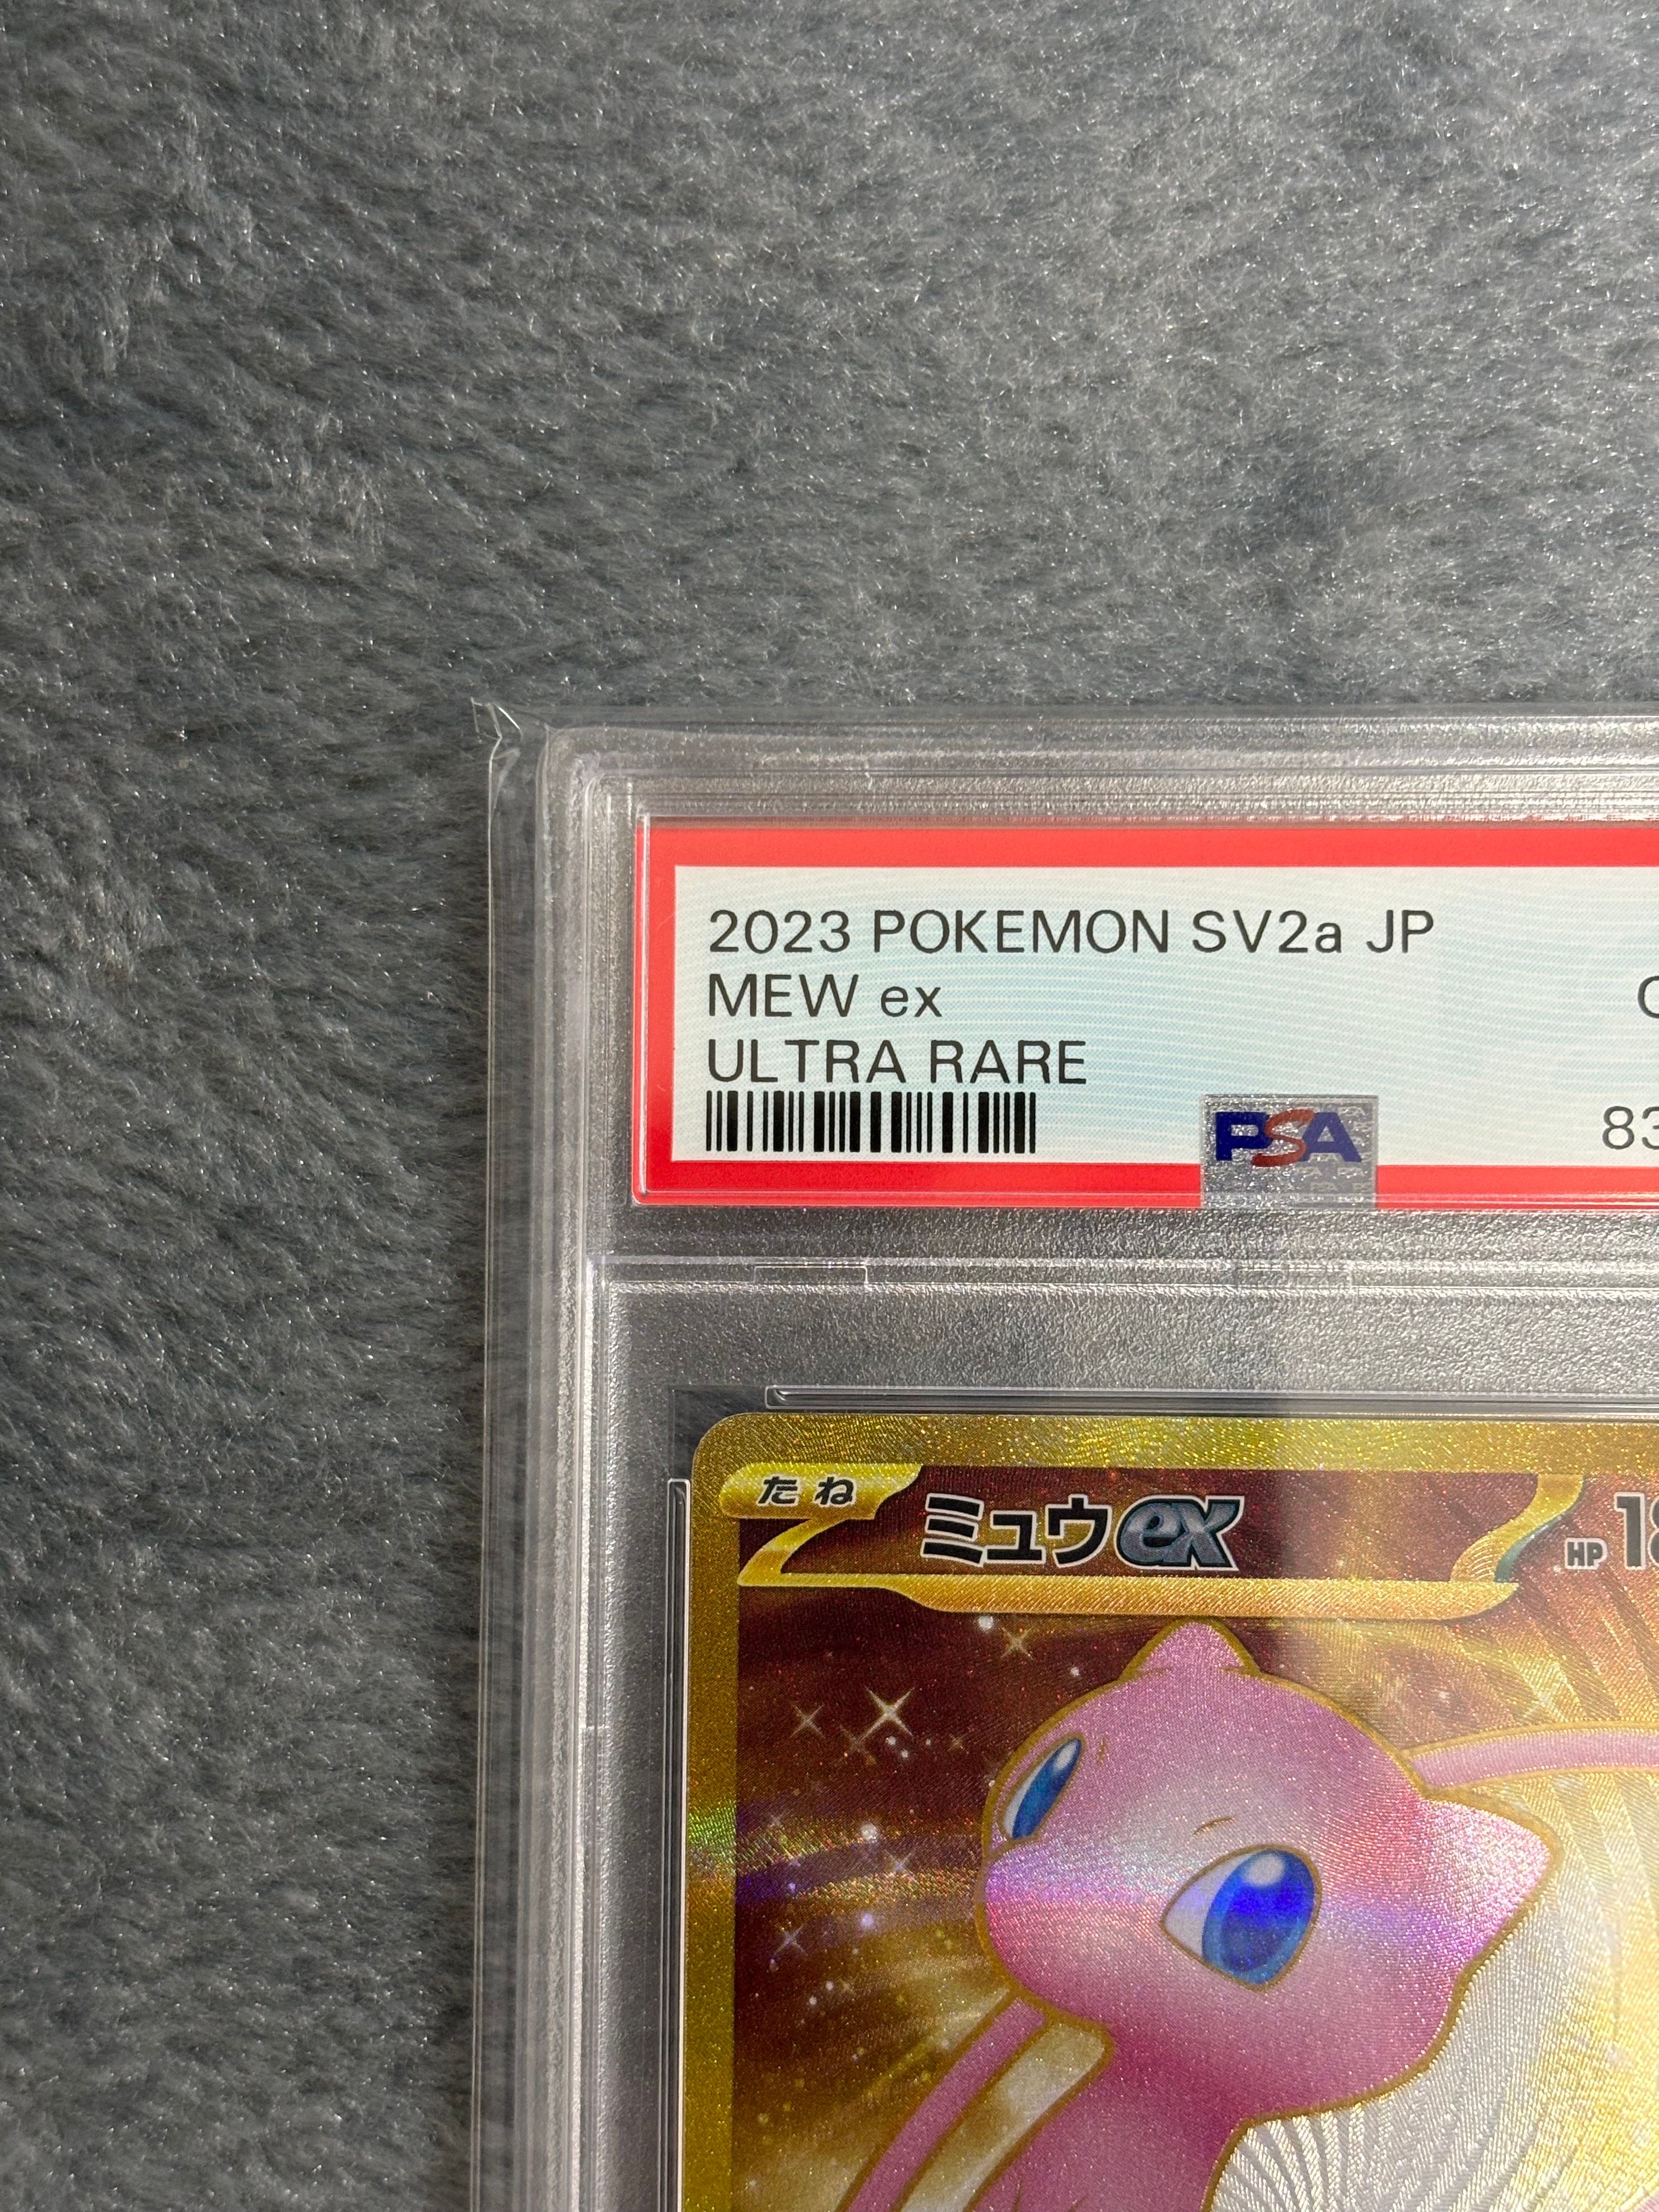 2023 POKEMON SV2a JP
MEW ex
ULTRA RARE
PSA
たね
ミュウex
HP